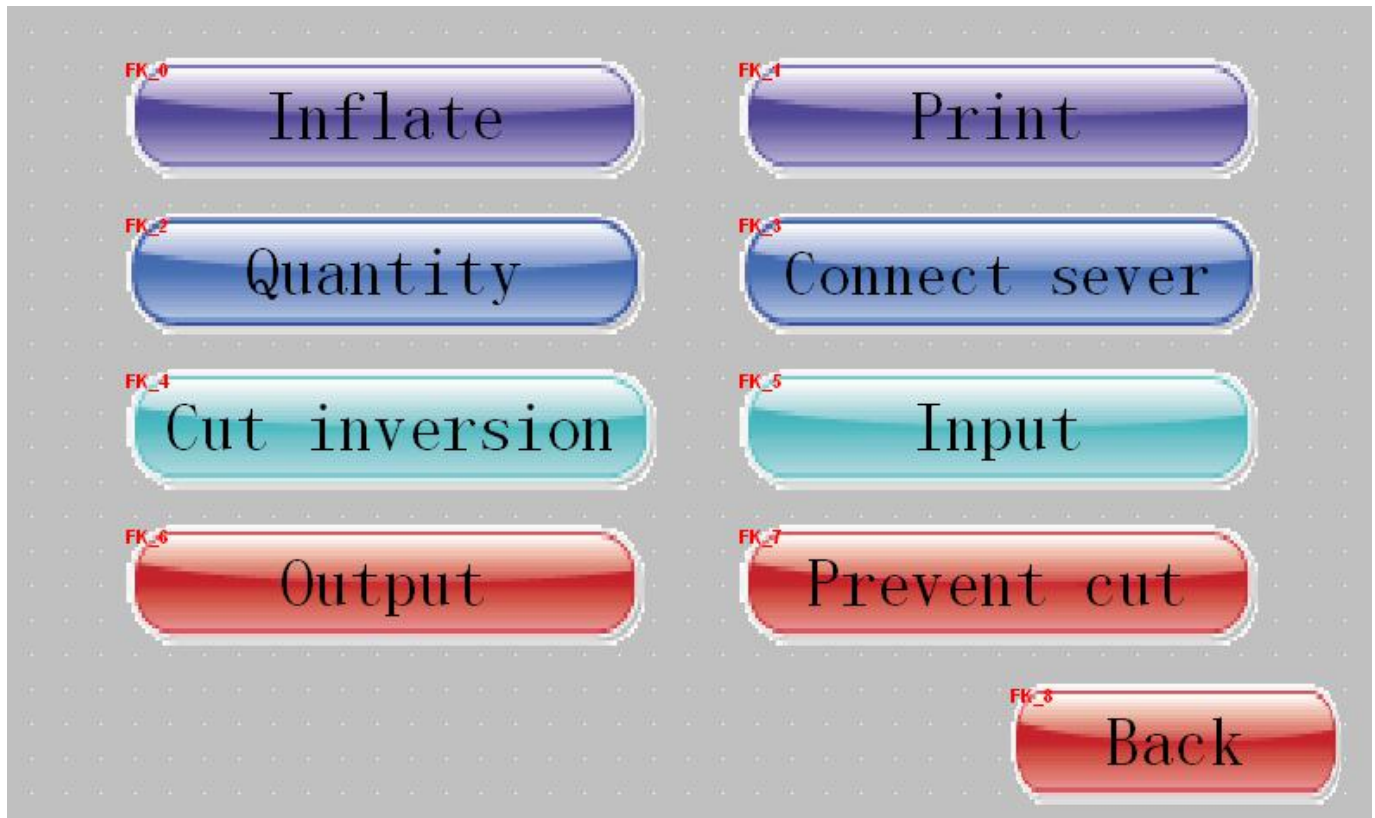 FK_0
Inflate
FK_1
Print
FK_2
Quantity
FK_3
Connect sever
FK_4
Cut inversion
FK_5
Input
FK_6
Output
FK_7
Prevent cut
FK_8
Back